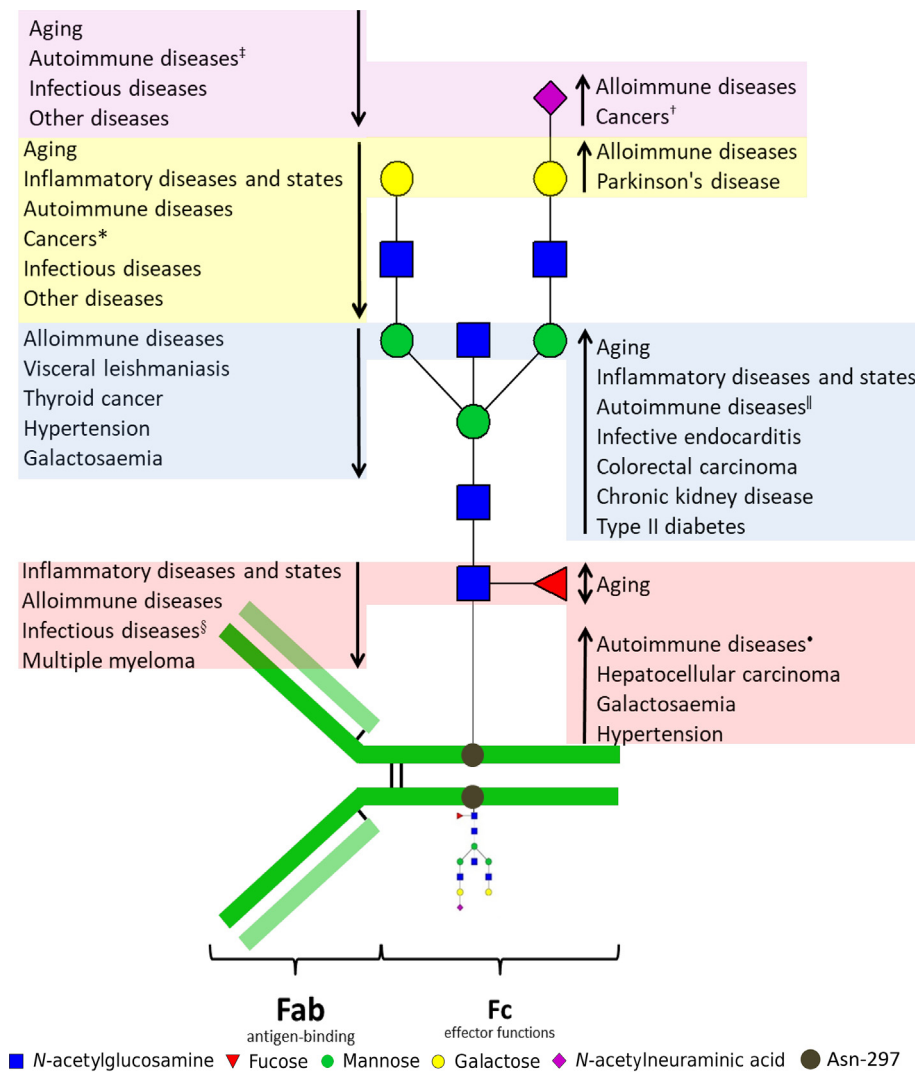 Aging
Autoimmune diseases‡
Infectious diseases
Other diseases
Alloimmune diseases
Cancers†
Aging
Inflammatory diseases and states
Autoimmune diseases
Cancers*
Infectious diseases
Other diseases
Alloimmune diseases
Parkinson's disease
Alloimmune diseases
Visceral leishmaniasis
Thyroid cancer
Hypertension
Galactosaemia
Aging
Inflammatory diseases and states
Autoimmune diseases‖
Infective endocarditis
Colorectal carcinoma
Chronic kidney disease
Type II diabetes
Inflammatory diseases and states
Alloimmune diseases
Infectious diseases§
Multiple myeloma
Aging
Autoimmune diseases•
Hepatocellular carcinoma
Galactosaemia
Hypertension
Fab
antigen-binding
Fc
effector functions
N-acetylglucosamine Fucose Mannose Galactose N-acetylneuraminic acid Asn-297